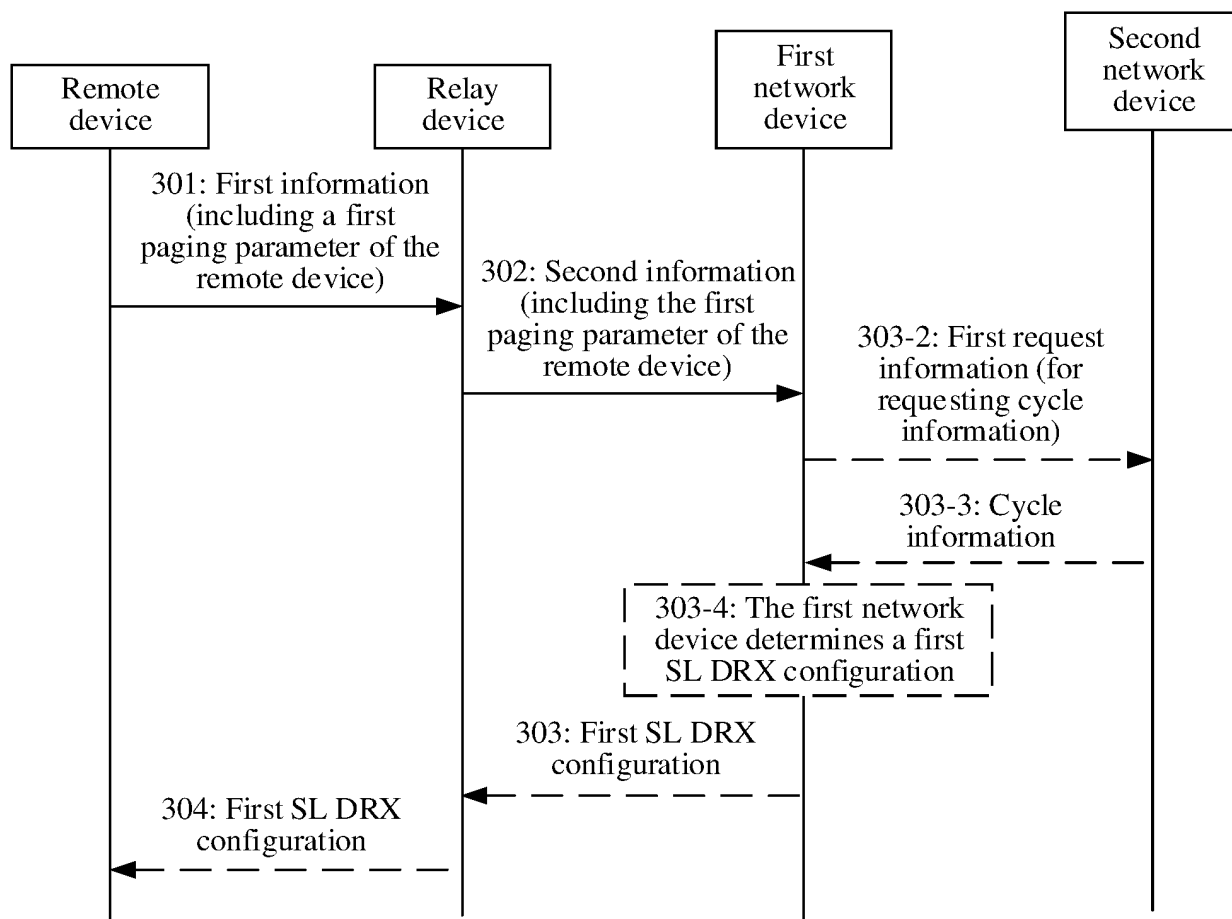 Remote
device
Relay
device
First
network
device
Second
network
device
301: First information
(including a first
paging parameter of the
remote device)
302: Second information
(including the first
paging parameter of the
remote device)
303-2: First request
information (for
requesting cycle
information)
303-3: Cycle
information
303-4: The first network
device determines a first
SL DRX configuration
303: First SL DRX
configuration
304: First SL DRX
configuration